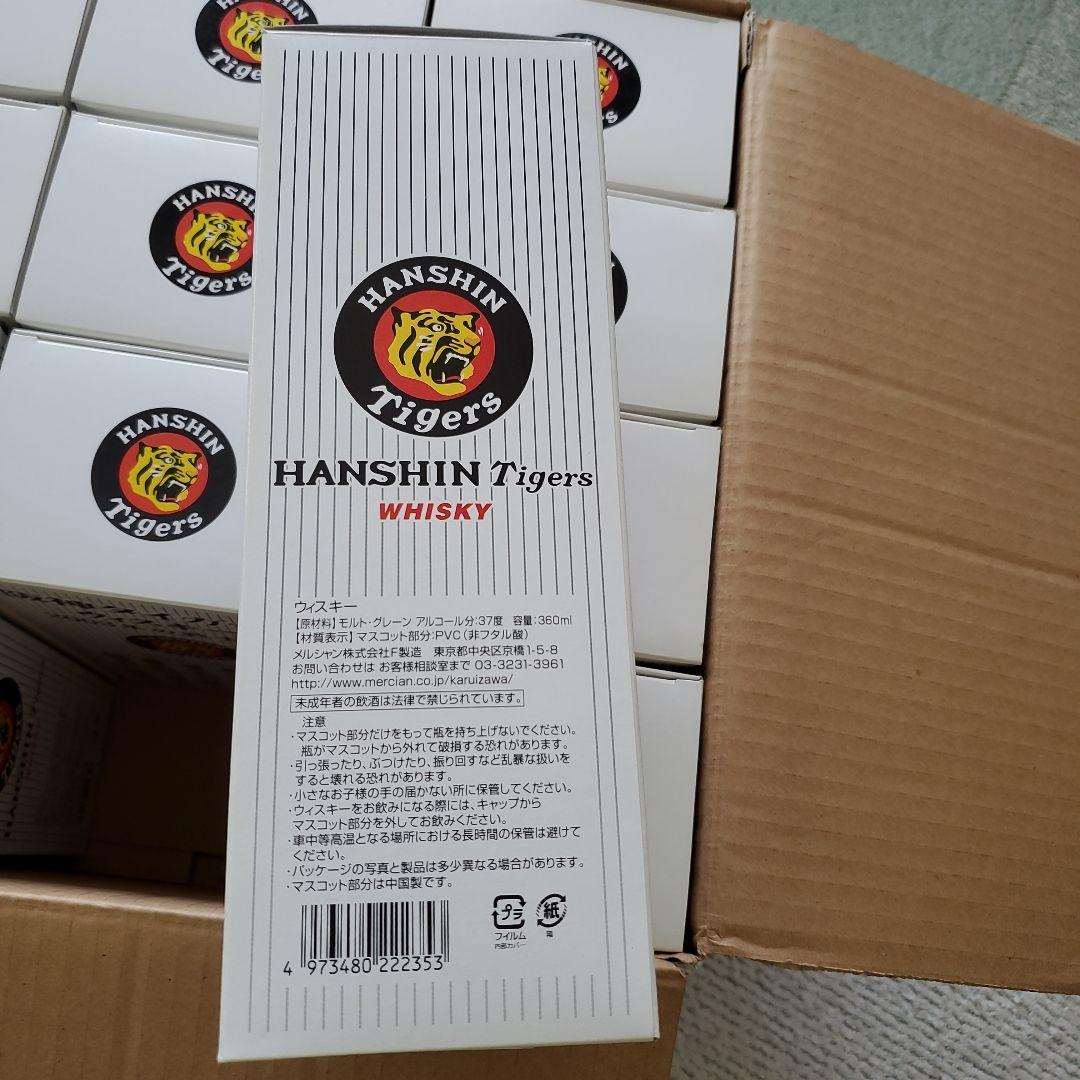 Tigers
HANSHIN
Tigers
HANSHIN
Tigers
HANSHIN
Tigers
HANSHIN Tigers
WHISKY
ウィスキー
【原材料】モルト・グレーン アルコール分:37度 容量:360ml
【材質表示】マスコット部分:PVC(非フタル酸)
メルシャン株式会社F製造 東京都中央区京橋1-5-8
お問い合わせは お客様相談室まで 03-3231-3961
http://www.mercian.co.jp/karuizawa/
未成年者の飲酒は法律で禁じられています。
注意
・マスコット部分だけをもって瓶を持ち上げないでください。
瓶がマスコットから外れて破損する恐れがあります。
・引っ張ったり、ぶつけたり、振り回すなど乱暴な扱いを
すると壊れる恐れがあります。
・小さなお子様の手の届かない所に保管してください。
・ウィスキーをお飲みになる際には、キャップから
マスコット部分を外してお飲みください。
・車中等高温となる場所における長時間の保管は避けて
ください。
・パッケージの写真と製品は多少異なる場合があります。
・マスコット部分は中国製です。
プラ
フィルム
内部カバー
紙
箱
4 973480 222353